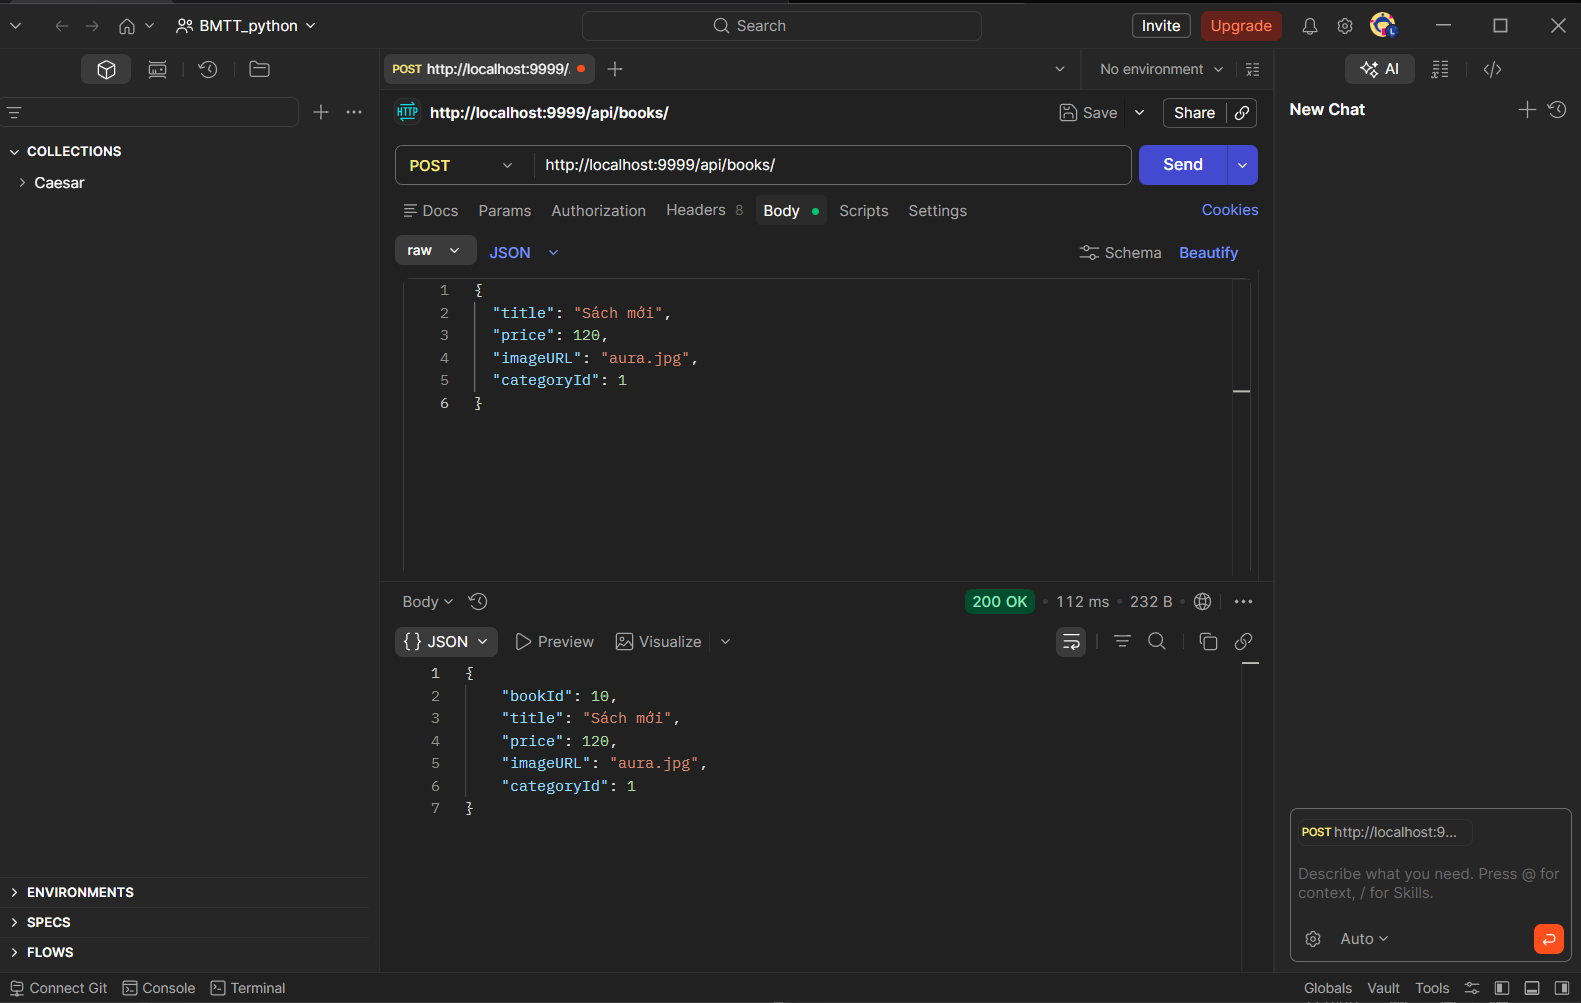 BMTT_python
Search
Invite
Upgrade
POST http://localhost:9999/.
No environment
AI
HTTP http://localhost:9999/api/books/
Save
Share
New Chat
COLLECTIONS
Caesar
POST
http://localhost:9999/api/books/
Send
Docs
Params
Authorization
Headers 8
Body
Scripts
Settings
Cookies
raw
JSON
Schema
Beautify
1 {
2 "title": "Sách mới",
3 "price": 120,
4 "imageURL": "aura.jpg",
5 "categoryId": 1
6 }
Body
200 OK
112 ms
232 B
{} JSON
Preview
Visualize
1 {
2 "bookId": 10,
3 "title": "Sách mới",
4 "price": 120,
5 "imageURL": "aura.jpg",
6 "categoryId": 1
7 }
POST http://localhost:9...
Describe what you need. Press @ for
context, / for Skills.
Auto
ENVIRONMENTS
SPECS
FLOWS
Connect Git
Console
Terminal
Globals
Vault
Tools